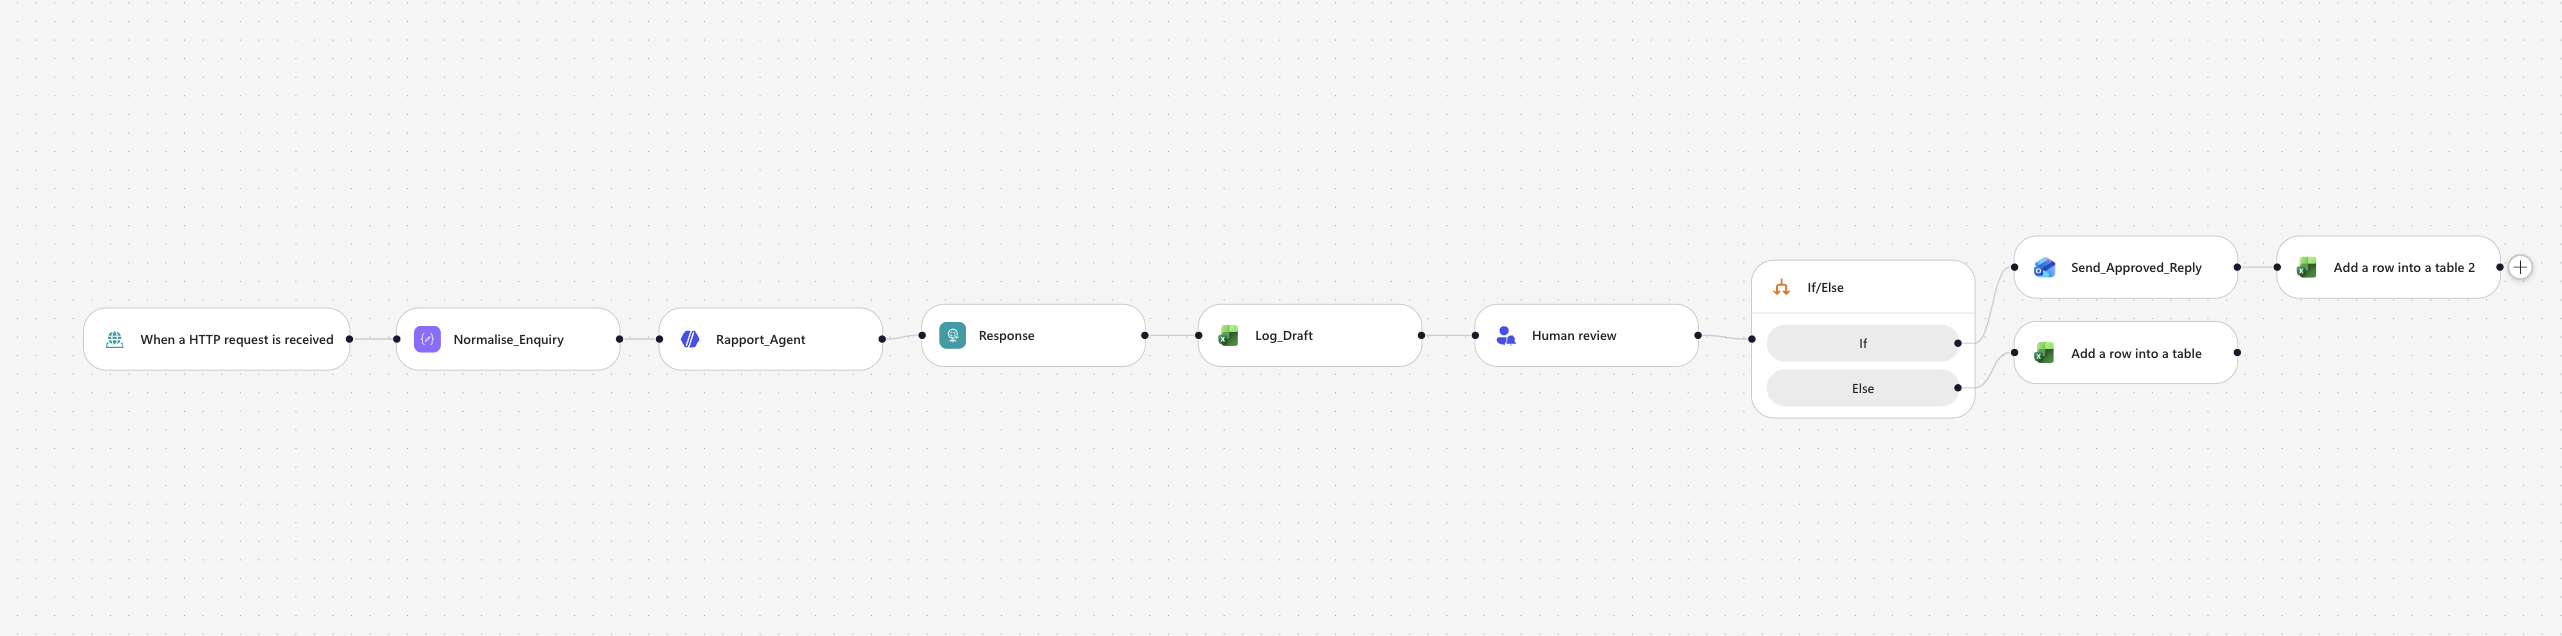 When a HTTP request is received
Normalise_Enquiry
Rapport_Agent
Response
Log_Draft
Human review
If/Else
If
Else
Send_Approved_Reply
Add a row into a table 2
Add a row into a table